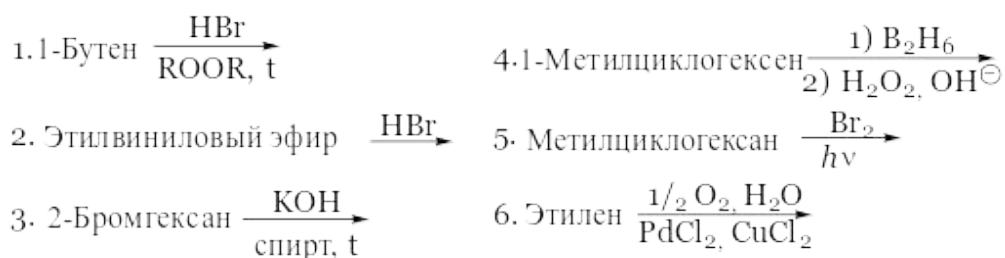 1.1-Бутен HBr
ROOR, t
2. Этилвиниловый эфир HBr
3. 2-Бромгексан KOH
спирт, t
4.1-Метилциклогексен 1) B₂H₆
2) H₂O₂, OH⊖
5. Метилциклогексан Br₂
hν
6. Этилен 1/₂ O₂, H₂O
PdCl₂, CuCl₂